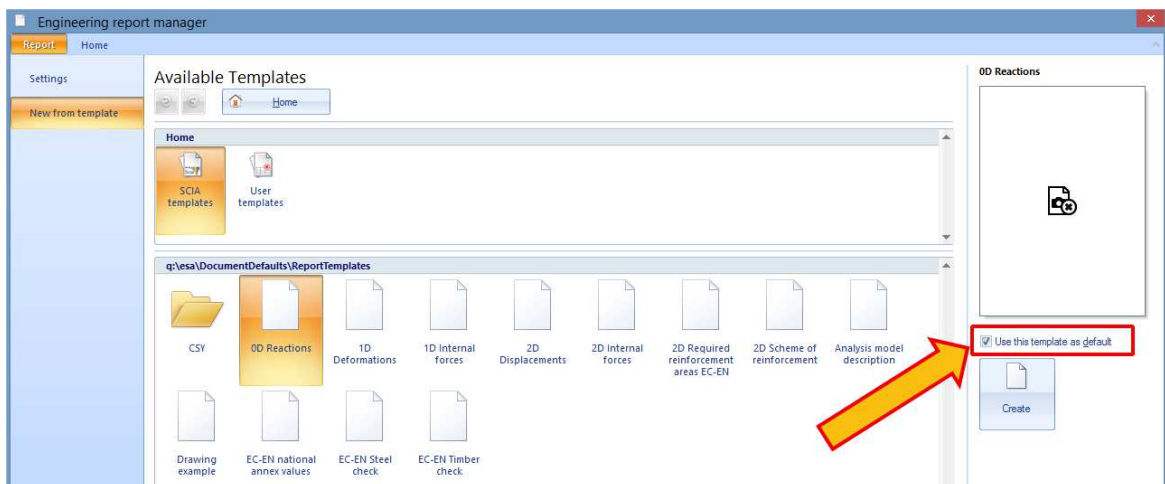 Engineering report manager
Report Home
Settings
New from template
Available Templates
Home
Home
SCIA
templates
User
templates
q:\esa\DocumentDefaults\ReportTemplates
CSY
0D Reactions
1D
Deformations
1D Internal
forces
2D
Displacements
2D Internal
forces
2D Required
reinforcement
areas EC-EN
2D Scheme of
reinforcement
Analysis model
description
Drawing
example
EC-EN national
annex values
EC-EN Steel
check
EC-EN Timber
check
0D Reactions
Use this template as default
Create